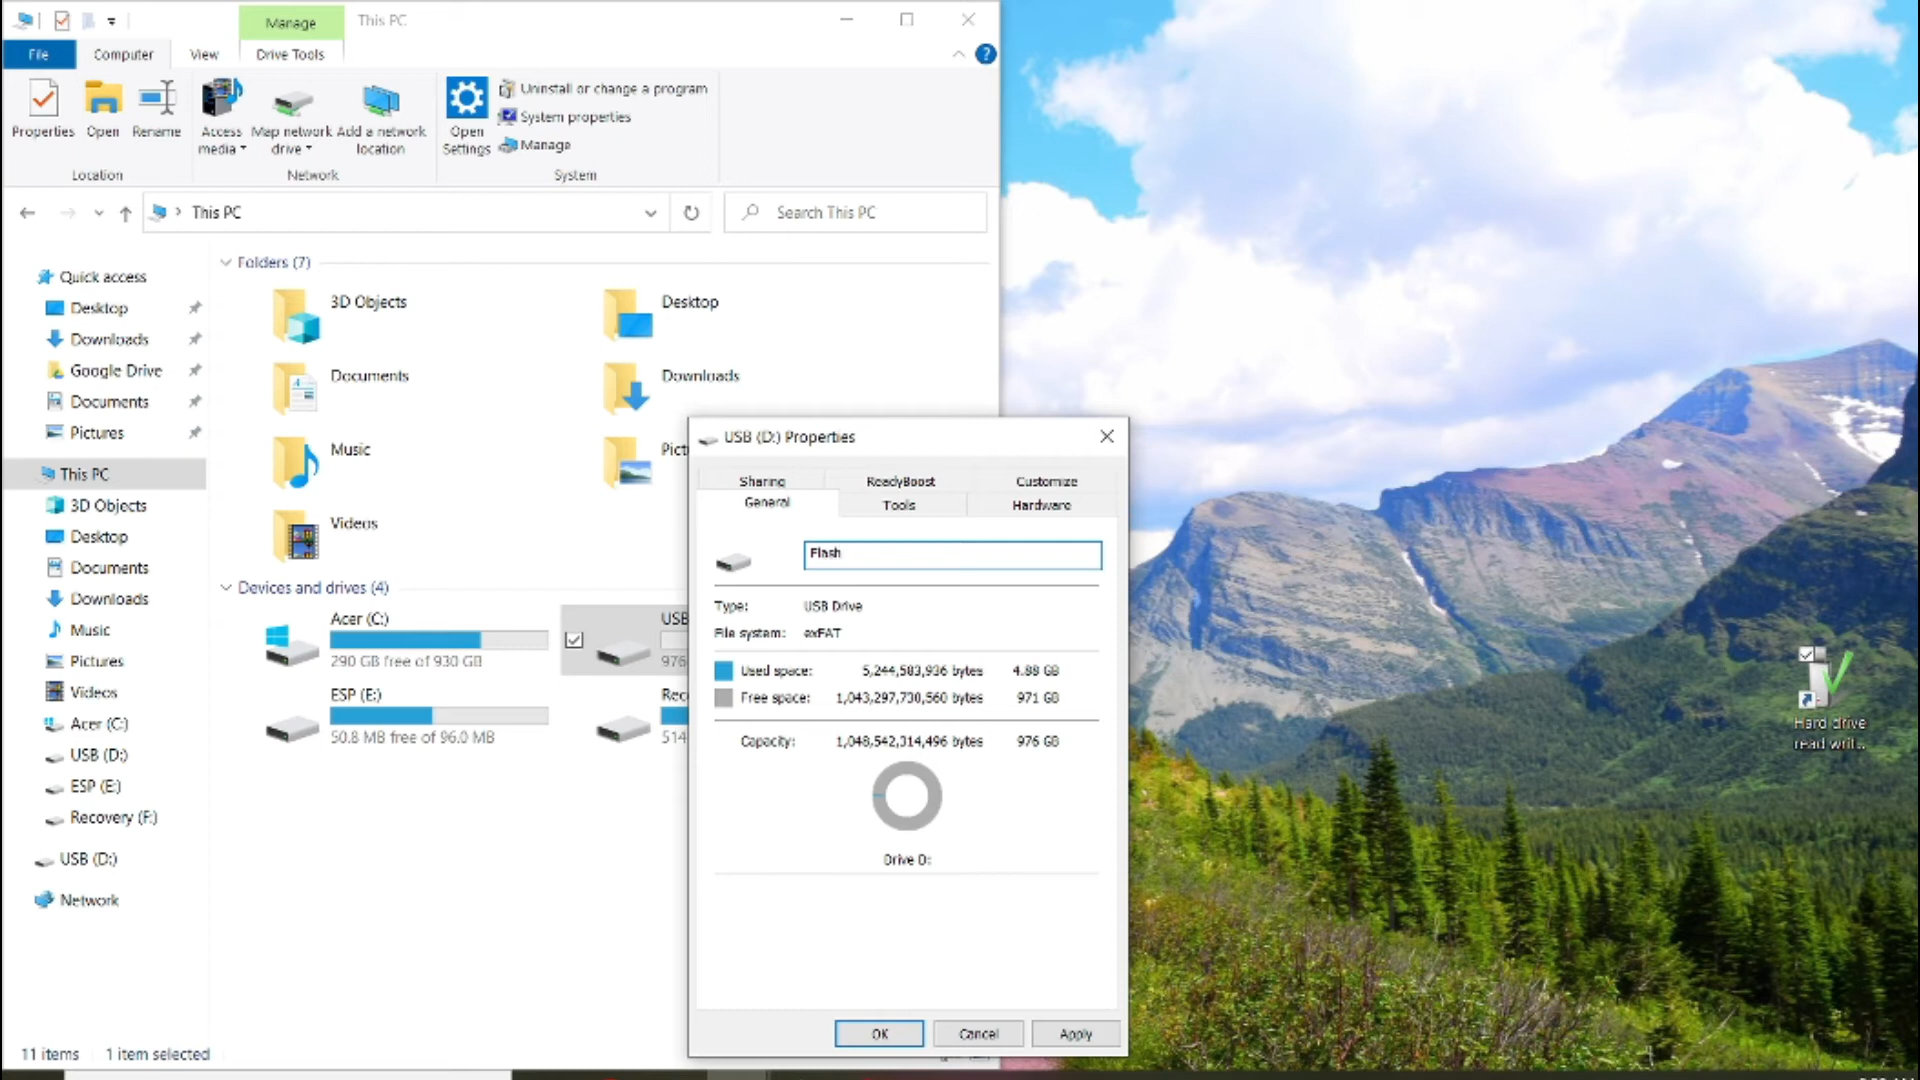 Manage
This PC
File
Computer
View
Drive Tools
Properties
Open
Rename
Access
media
Map network
drive
Add a network
location
Open
Settings
Uninstall or change a program
System properties
Manage
Location
Network
System
This PC
Search This PC
Quick access
Desktop
Downloads
Google Drive
Documents
Pictures
This PC
3D Objects
Desktop
Documents
Downloads
Music
Pictures
Videos
Acer (C:)
USB (D:)
ESP (E:)
Recovery (F:)
USB (D:)
Network
Folders (7)
3D Objects
Desktop
Documents
Downloads
Music
Pict
Videos
Devices and drives (4)
Acer (C:)
290 GB free of 930 GB
USB
976
ESP (E:)
50.8 MB free of 96.0 MB
Rec
514
USB (D:) Properties
Sharing
ReadyBoost
Customize
General
Tools
Hardware
Flash
Type: USB Drive
File system: exFAT
Used space: 5,244,583,936 bytes 4.88 GB
Free space: 1,043,297,730,560 bytes 971 GB
Capacity: 1,048,542,314,496 bytes 976 GB
Drive D:
OK
Cancel
Apply
Hard drive
read writ...
11 items
1 item selected